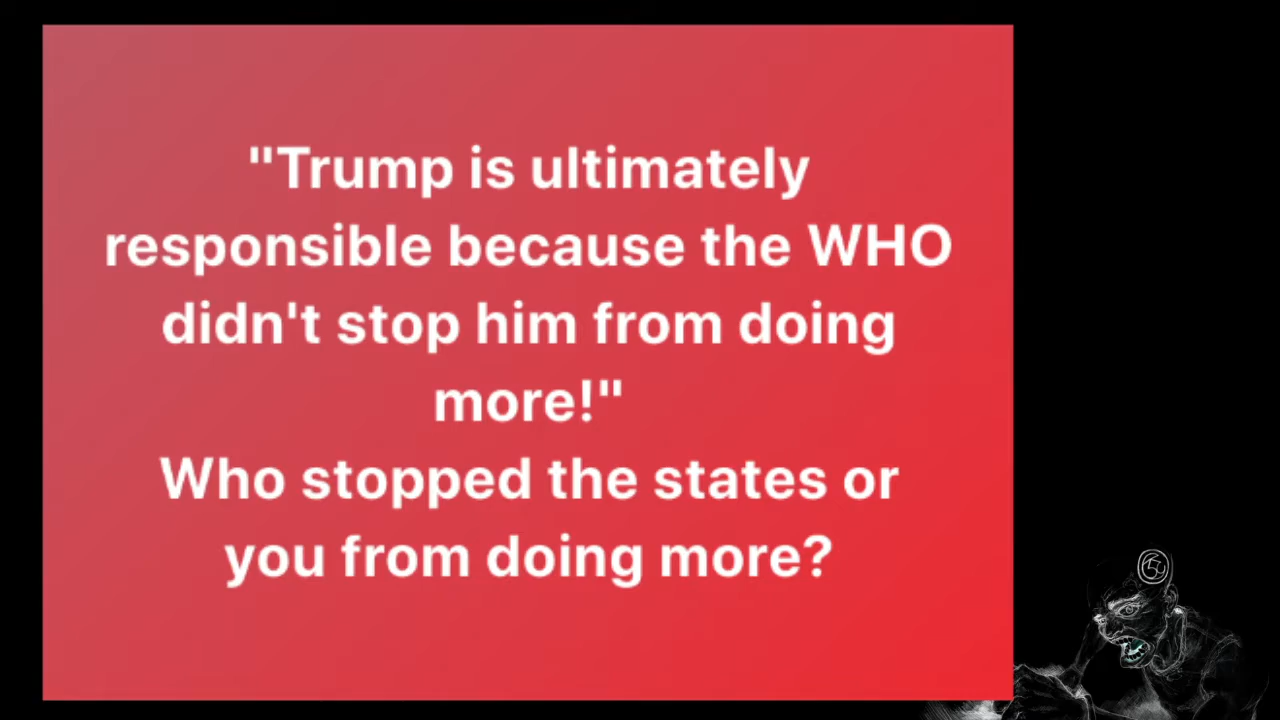 "Trump is ultimately
responsible because the WHO
didn't stop him from doing
more!"
Who stopped the states or
you from doing more?